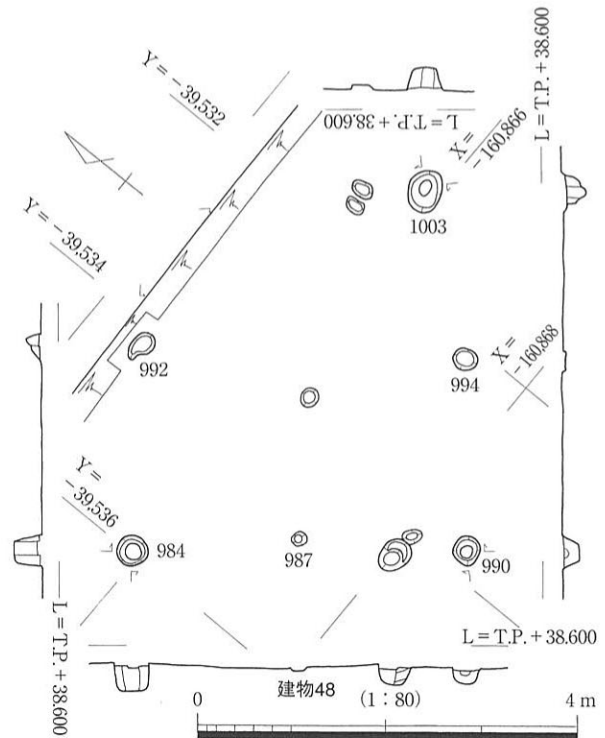 Y = −39,532
L = T.P. + 38.600
L = T.P. + 38.600
X =
−160,866
1003
Y = −39,534
992
994
X =
−160,868
Y =
−39,536
984
987
990
L = T.P. + 38.600
L = T.P. + 38.600
建物48
0
(1：80)
4 m